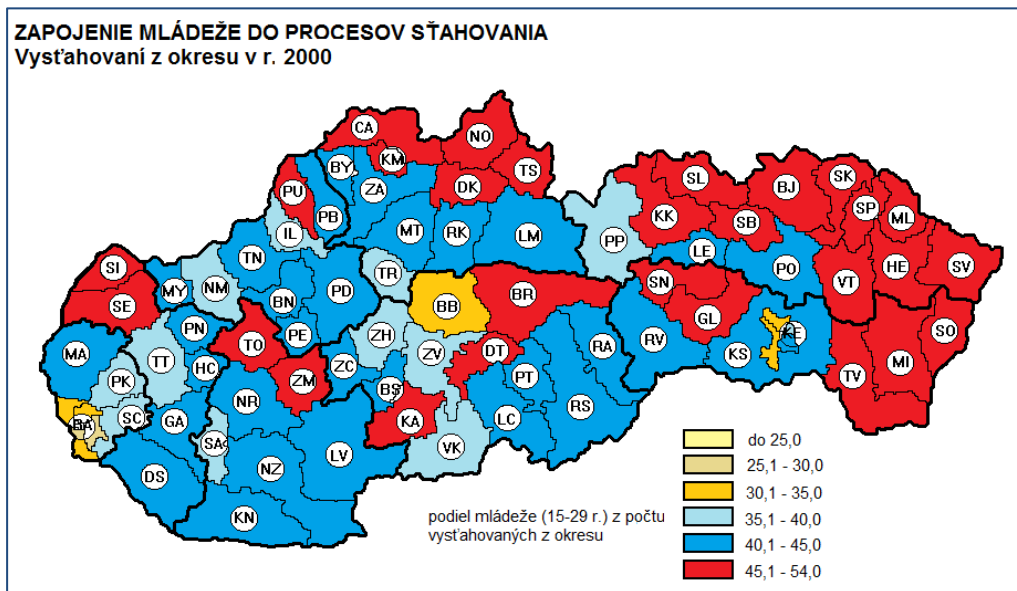 ZAPOJENIE MLÁDEŽE DO PROCESOV SŤAHOVANIA
Vysťahovaní z okresu v r. 2000
CA
NO
KM
BY
TS
SL
BJ
SK
PU
ZA
DK
KK
SB
SP
ML
PB
IL
MT
RK
LM
PP
LE
PO
HE
SV
TN
SI
TR
VT
MY
NM
PD
SN
SE
BN
BB
BR
GL
SO
PN
PE
ZH
TO
DT
RA
RV
KS
MI
MA
TT
HC
ZC
ZV
TV
PK
ZM
BS
PT
NR
KA
RS
SC
GA
LC
SA
LV
VK
DS
NZ
KN
do 25,0
25,1 - 30,0
30,1 - 35,0
35,1 - 40,0
40,1 - 45,0
45,1 - 54,0
podiel mládeže (15-29 r.) z počtu
vysťahovaných z okresu